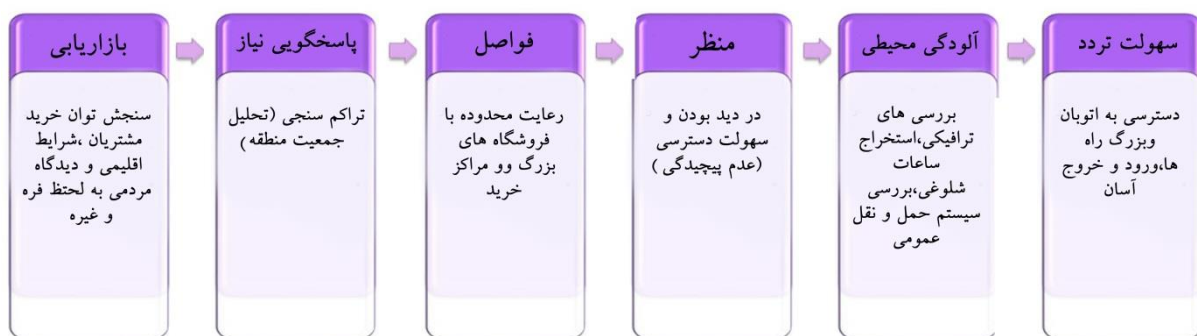 بازاریابی
سنجش توان خرید
مشتریان ،شرایط
اقلیمی و دیدگاه
مردمی به لحتظ فره
و غیره
پاسخگویی نیاز
تراکم سنجی (تحلیل
جمعیت منطقه)
فواصل
رعایت محدوده با
فروشگاه های
بزرگ وو مراکز
خرید
منظر
در دید بودن و
سهولت دسترسی
(عدم پیچیدگی)
آلودگی محیطی
بررسی های
ترافیکی،استخراج
ساعات
شلوغی،بررسی
سیستم حمل و نقل
عمومی
سهولت تردد
دسترسی به اتوبان
وبزرگ راه
ها،ورود و خروج
آسان